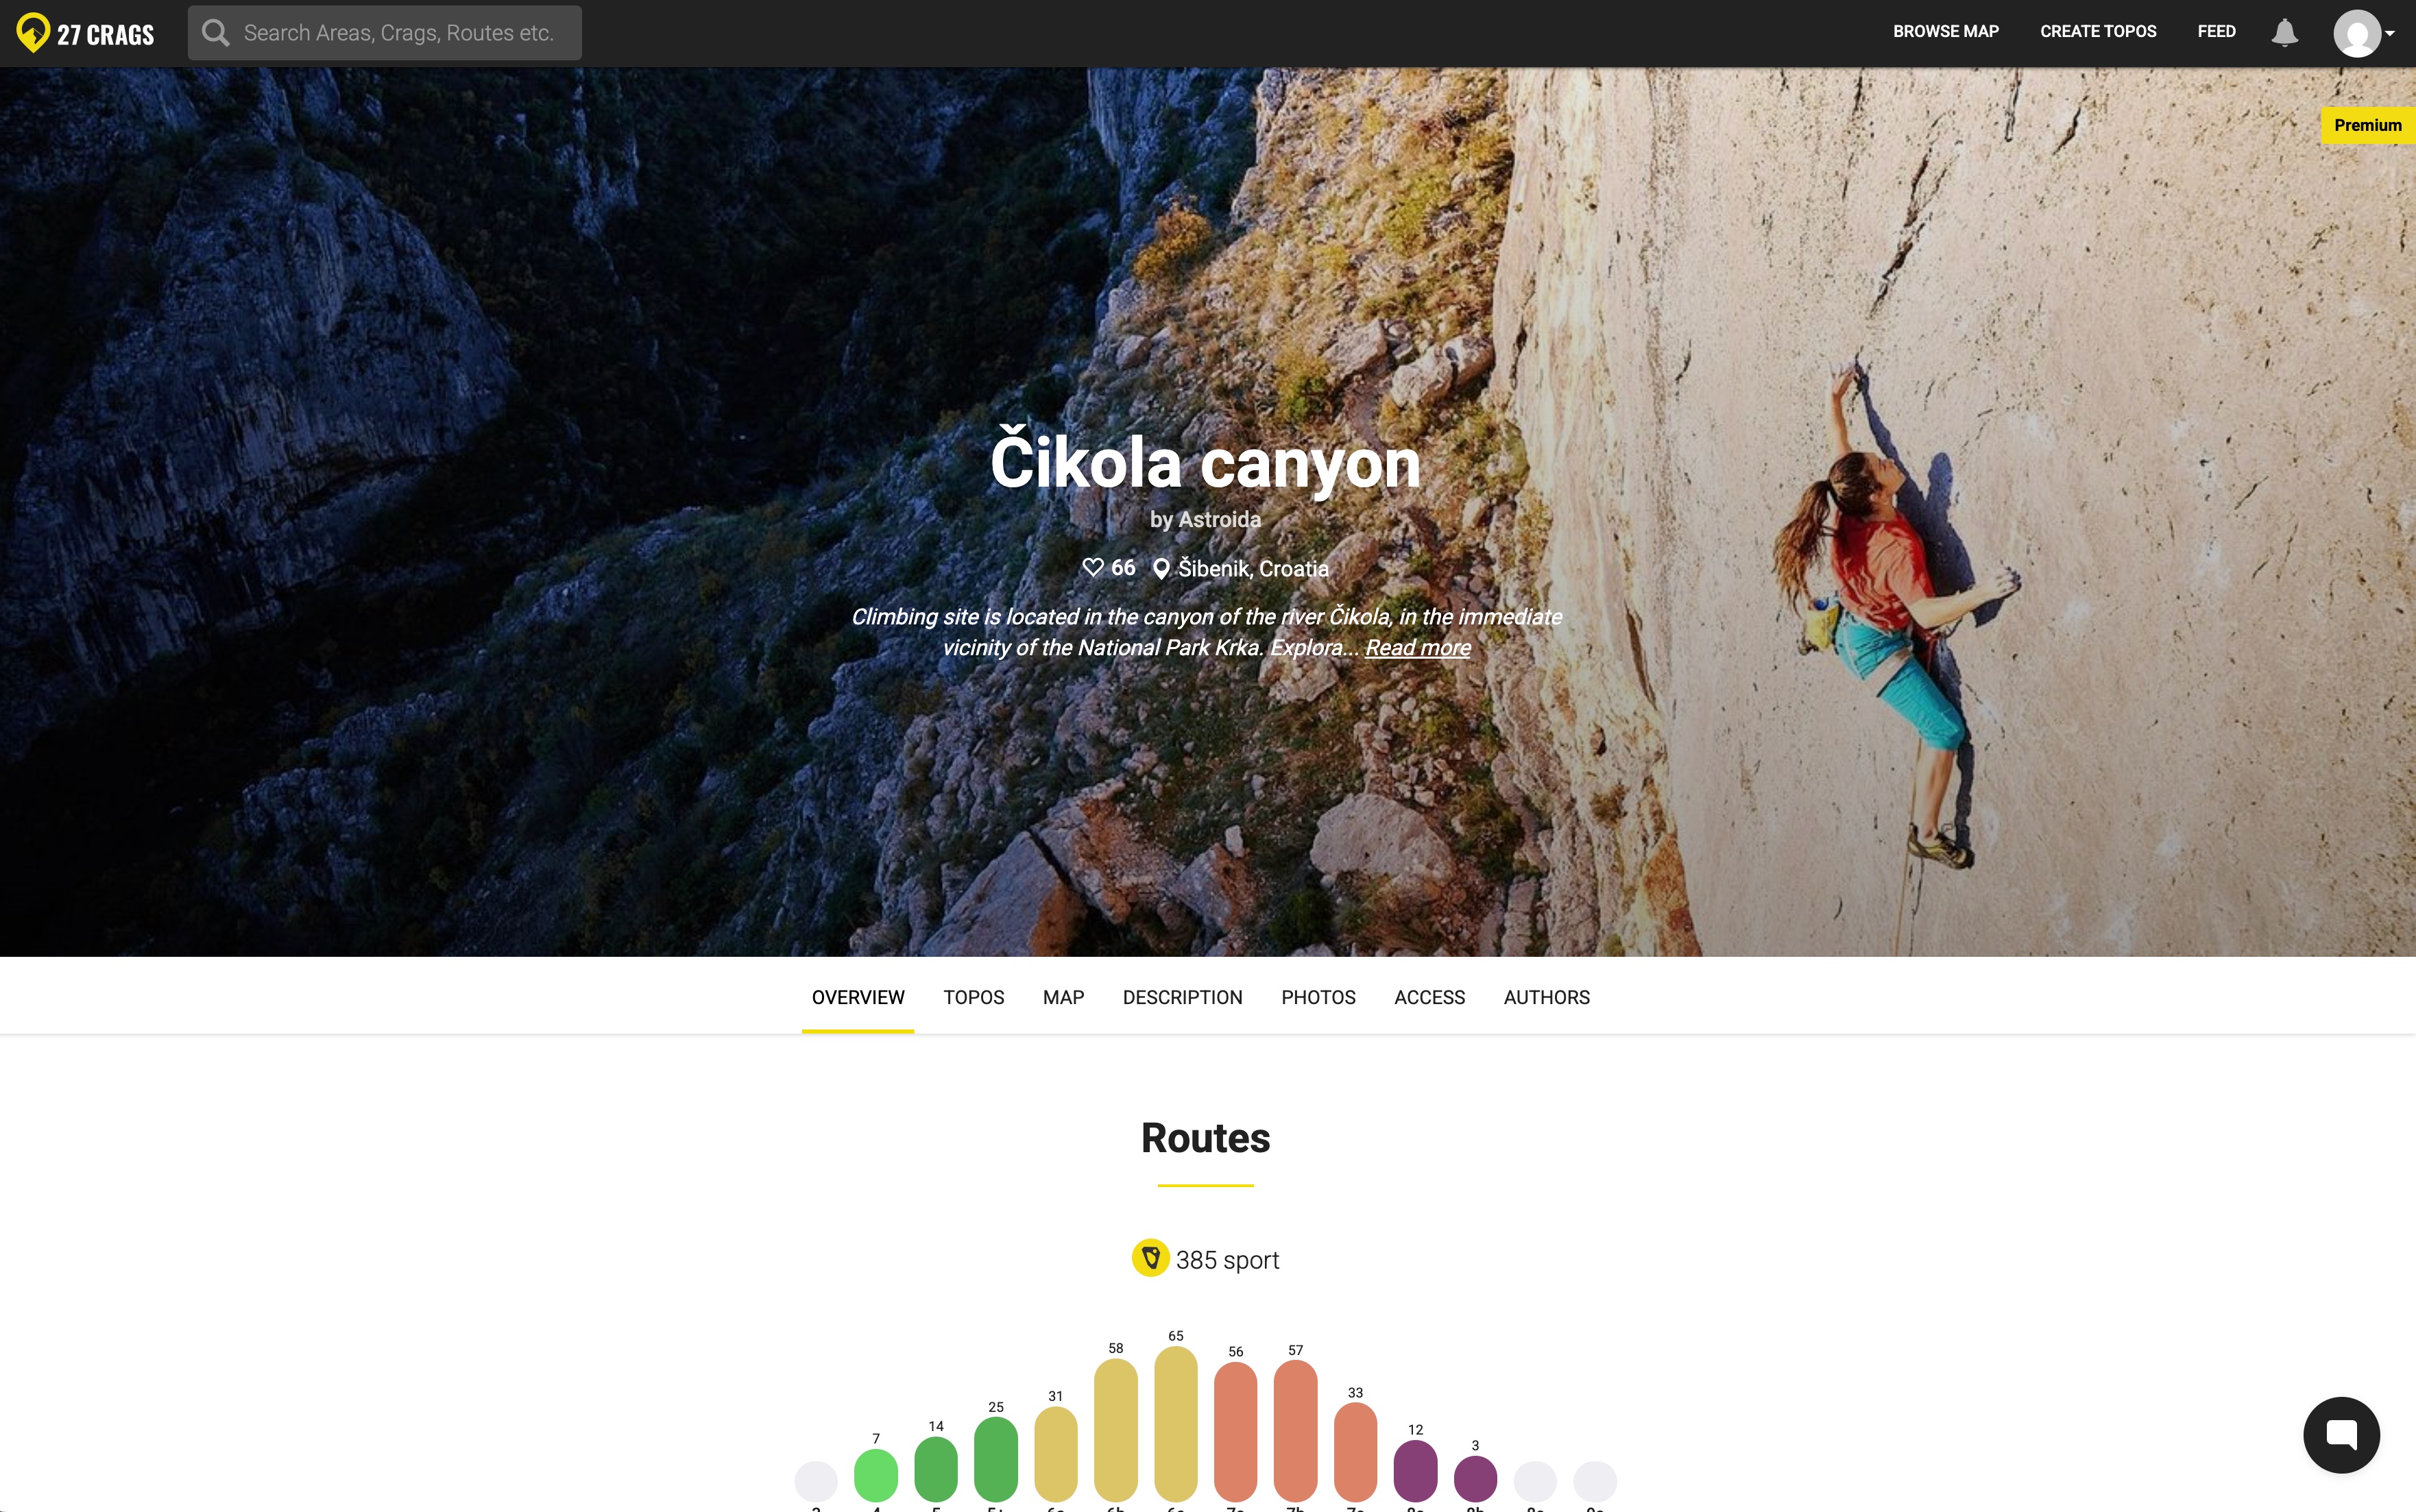 27 CRAGS
Search Areas, Crags, Routes etc.
BROWSE MAP
CREATE TOPOS
FEED
Premium
Čikola canyon
by Astroida
66
Šibenik, Croatia
Climbing site is located in the canyon of the river Čikola, in the immediate
vicinity of the National Park Krka. Explora... Read more
OVERVIEW
TOPOS
MAP
DESCRIPTION
PHOTOS
ACCESS
AUTHORS
Routes
385 sport
7
14
25
31
58
65
56
57
33
12
3